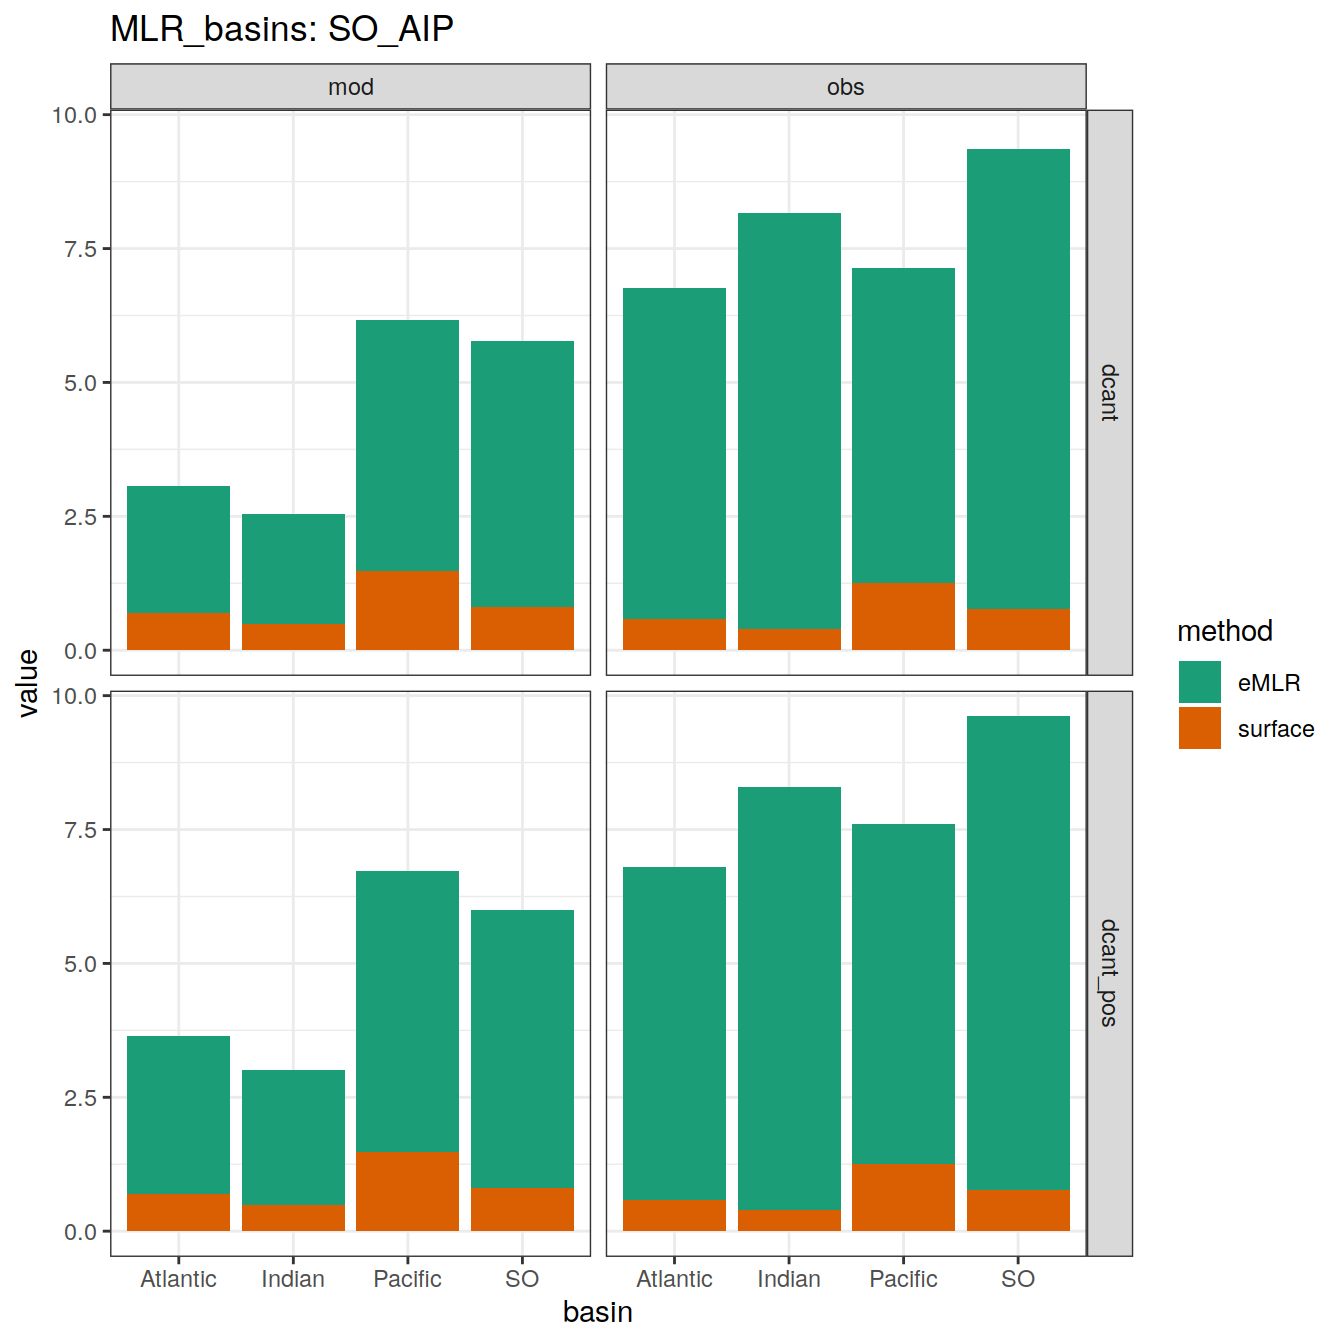 MLR_basins: SO_AIP
mod
obs
10.0
7.5
5.0
2.5
0.0
dcant
value
10.0
7.5
5.0
2.5
0.0
dcant_pos
Atlantic
Indian
Pacific
SO
Atlantic
Indian
Pacific
SO
basin
method
eMLR
surface